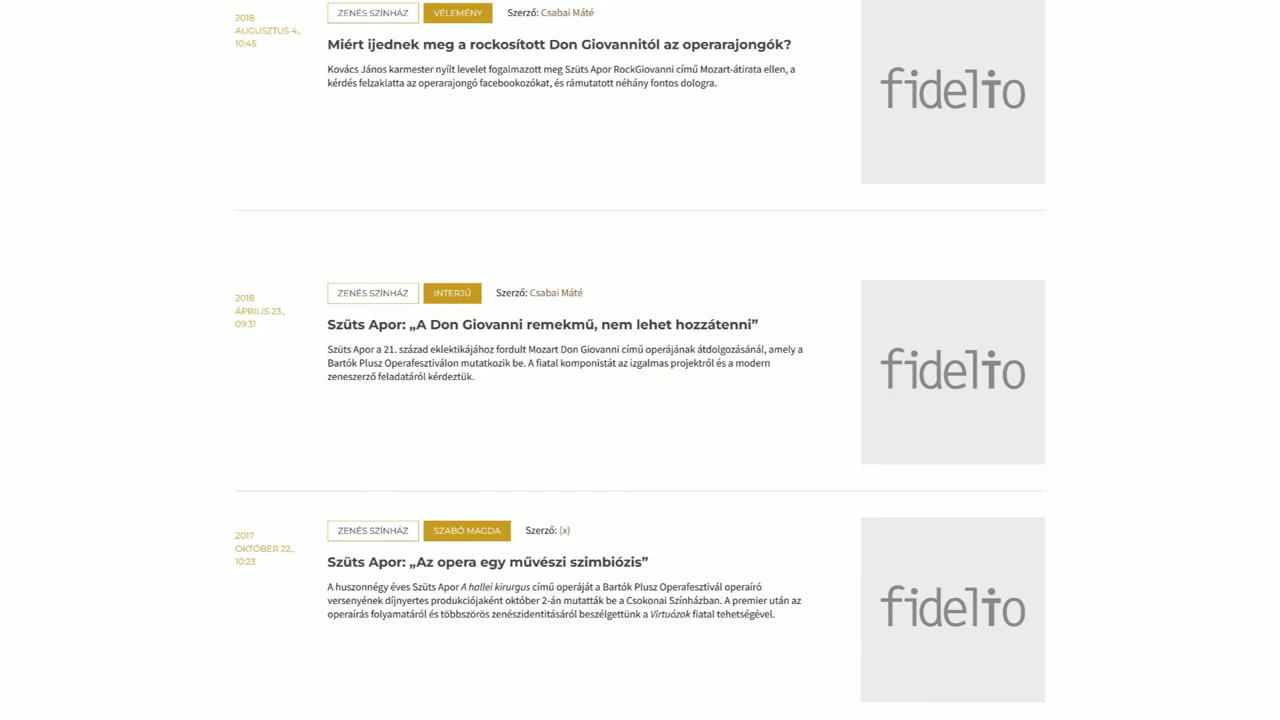 2018
AUGUSZTUS 4.,
10:45
ZENÉS SZÍNHÁZ VÉLEMÉNY Szerző: Csabai Máté
Miért ijednek meg a rockosított Don Giovannitól az operarajongók?
Kovács János karmester nyílt levelet fogalmazott meg Szüts Apor RockGiovanni című Mozart-átirata ellen, a
kérdés felzaklatta az operarajongó facebookozókat, és rámutatott néhány fontos dologra.
fidelio
2018
ÁPRILIS 23.,
09:31
ZENÉS SZÍNHÁZ INTERJÚ Szerző: Csabai Máté
Szüts Apor: „A Don Giovanni remekmű, nem lehet hozzátenni”
Szüts Apor a 21. század eklektikájához fordult Mozart Don Giovanni című operájának átdolgozásánál, amely a
Bartók Plusz Operafesztiválon mutatkozik be. A fiatal komponistát az izgalmas projektről és a modern
zeneszerző feladatáról kérdeztük.
fidelio
2017
OKTÓBER 22.,
10:23
ZENÉS SZÍNHÁZ SZABÓ MAGDA Szerző: (x)
Szüts Apor: „Az opera egy művészi szimbiózis”
A huszonnégy éves Szüts Apor A hallei kirurgus című operáját a Bartók Plusz Operafesztivál operaíró
versenyének díjnyertes produkciójaként október 2-án mutatták be a Csokonai Színházban. A premier után az
operaírás folyamatáról és többszörös zenészidentitásáról beszélgettünk a Virtuózok fiatal tehetségével.
fidelio